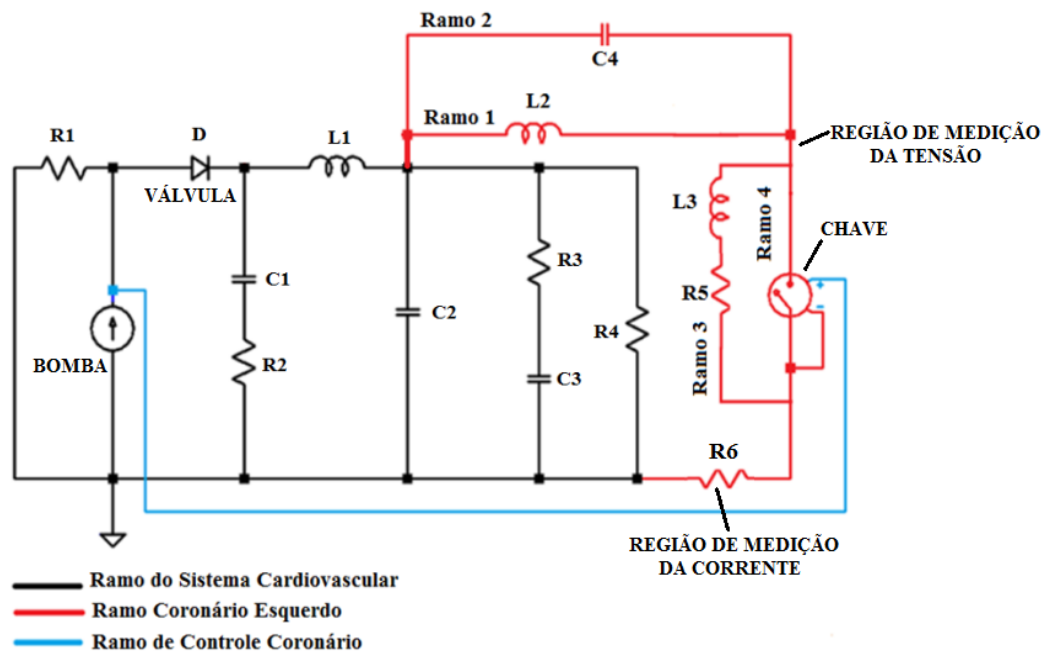 Ramo 2
C4
L2
Ramo 1
R1
D
L1
REGIÃO DE MEDIÇÃO
DA TENSÃO
VÁLVULA
L3
Ramo 4
CHAVE
R3
C1
R5
+
-
C2
R4
BOMBA
R2
C3
Ramo 3
R6
REGIÃO DE MEDIÇÃO
DA CORRENTE
Ramo do Sistema Cardiovascular
Ramo Coronário Esquerdo
Ramo de Controle Coronário